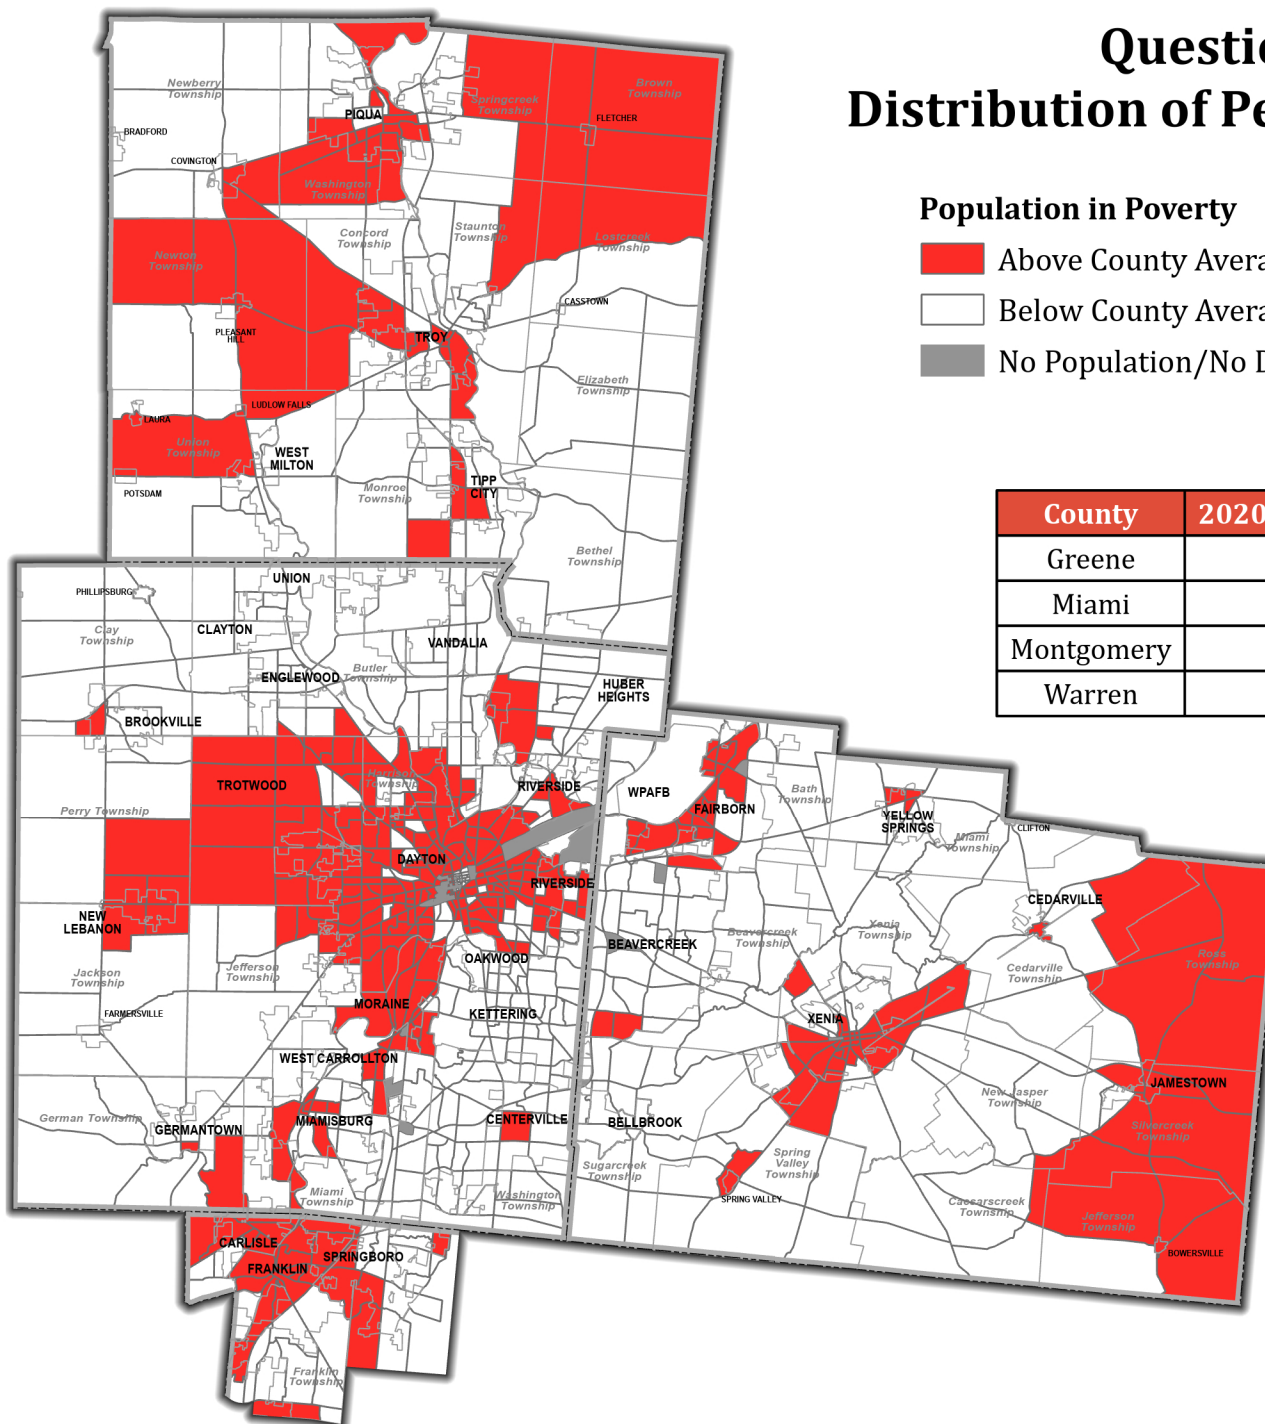 Questio
Distribution of Pe
Population in Poverty
Above County Avera
Below County Avera
No Population/No D
County 2020
Greene
Miami
Montgomery
Warren
Newberry
Township
BRADFORD
COVINGTON
PIQUA
Springcreek
Township
Brown
Township
FLETCHER
Washington
Township
Concord
Township
Staunton
Township
Lostcreek
Township
Newton
Township
PLEASANT
HILL
TROY
CASSTOWN
Elizabeth
Township
LUDLOW FALLS
LAURA
Union
Township
WEST
MILTON
POTSDAM
Monroe
Township
TIPP
CITY
Bethel
Township
UNION
PHILLIPSBURG
Clay
Township
CLAYTON
VANDALIA
ENGLEWOOD
Butler
Township
HUBER
HEIGHTS
BROOKVILLE
TROTWOOD
Harrison
Township
RIVERSIDE
Perry Township
DAYTON
RIVERSIDE
NEW
LEBANON
Jackson
Township
Jefferson
Township
OAKWOOD
FARMERSVILLE
MORAINE
KETTERING
WEST CARROLLTON
German Township
GERMANTOWN
MIAMISBURG
CENTERVILLE
Miami
Township
Washington
Township
WPAFB
FAIRBORN
Bath
Township
YELLOW
SPRINGS
Miami
Township
CLIFTON
CEDARVILLE
BEAVERCREEK
Beavercreek
Township
Xenia
Township
Cedarville
Township
Ross
Township
XENIA
JAMESTOWN
New Jasper
Township
Silvercreek
Township
BELLBROOK
Sugarcreek
Township
Spring
Valley
Township
SPRING VALLEY
Caesarscreek
Township
Jefferson
Township
BOWERSVILLE
CARLISLE
SPRINGBORO
FRANKLIN
Franklin
Township